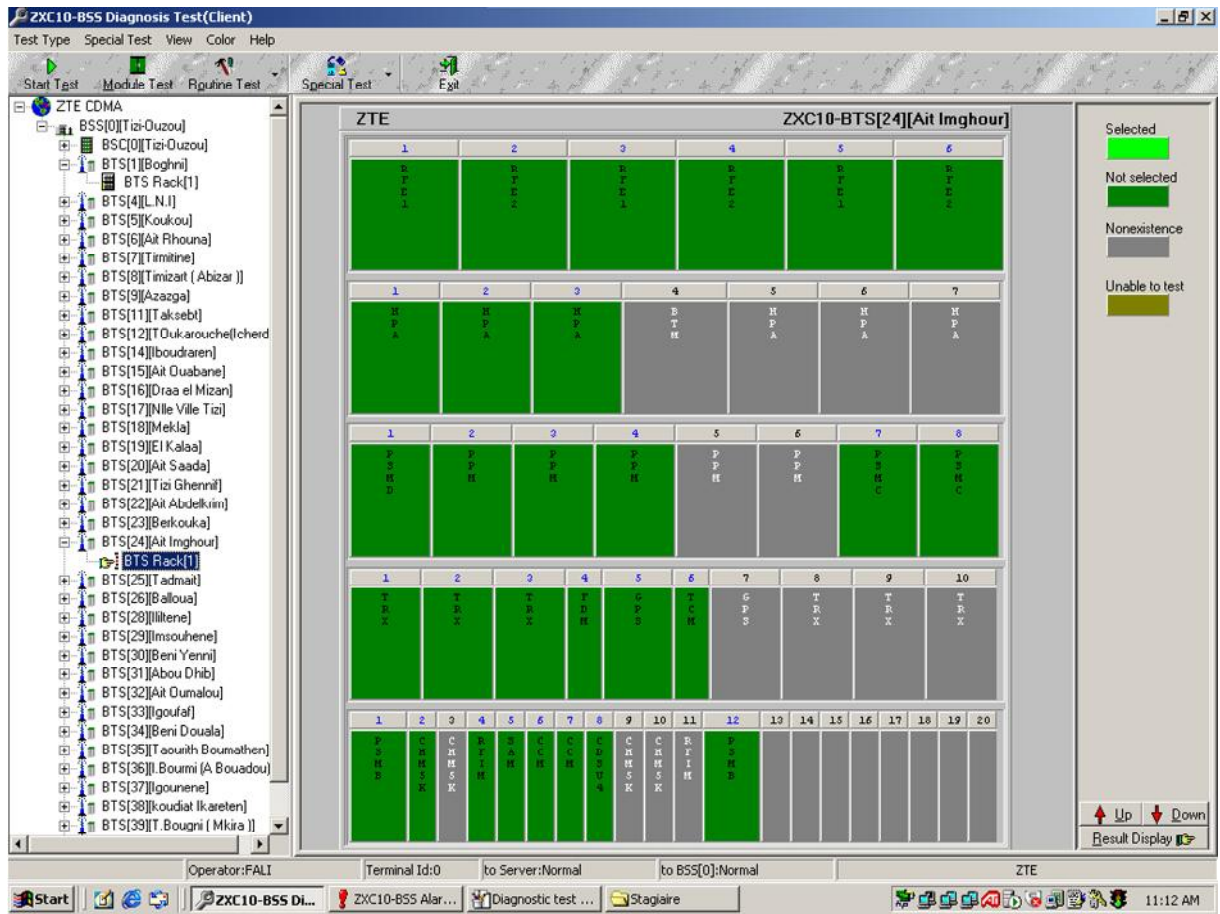 ZXC10-BSS Diagnosis Test(Client)
Test Type Special Test View Color Help
Start Test Module Test Routine Test Special Test Exit
ZTE CDMA
BSS[0][Tizi-Ouzou]
BSC[0][Tizi-Ouzou]
BTS[1][Boghni]
BTS Rack[1]
BTS[4][L.N.I]
BTS[5][Koukou]
BTS[6][Ait Rhouna]
BTS[7][Tirmitine]
BTS[8][Timizart ( Abizar )]
BTS[9][Azazga]
BTS[11][Taksebt]
BTS[12][TOukarouche(Icherd
BTS[14][Iboudraren]
BTS[15][Ait Ouabane]
BTS[16][Draa el Mizan]
BTS[17][Nlle Ville Tizi]
BTS[18][Mekla]
BTS[19][El Kalaa]
BTS[20][Ait Saada]
BTS[21][Tizi Ghennif]
BTS[22][Ait Abdelkrim]
BTS[23][Berkouka]
BTS[24][Ait Imghour]
BTS Rack[1]
BTS[25][Tadmait]
BTS[26][Balloua]
BTS[28][Illiltene]
BTS[29][Imsouhene]
BTS[30][Beni Yenni]
BTS[31][Abou Dhib]
BTS[32][Ait Oumalou]
BTS[33][Igoufaf]
BTS[34][Beni Douala]
BTS[35][Taourith Boumathen]
BTS[36][I.Bourmi (A Bouadou)
BTS[37][Igounene]
BTS[38][koudiat Ikareten]
BTS[39][T.Bougni ( Mkira )]
ZTE ZXC10-BTS[24][Ait Imghour]
1 2 3 4 5 6
RFE1 RFE2 RFE1 RFE2 RFE1 RFE2
1 2 3 4 5 6 7
HPA HPA HPA BTM HPA HPA HPA
1 2 3 4 5 6 7 8
PSMD PPM PPM PPM PPM PPM PSMC PSMC
1 2 3 4 5 6 7 8 9 10
TRX TRX TRX FDM GPS TCM GPS TRX TRX TRX
1 2 3 4 5 6 7 8 9 10 11 12 13 14 15 16 17 18 19 20
PSMB CHM5K CHM5K RFIM SAM CCM CCM CDSU4 CHM5K CHM5K RFIM PSMB
Selected
Not selected
Nonexistence
Unable to test
Up Down
Result Display
Operator:FALI Terminal Id:0 to Server:Normal to BSS[0]:Normal ZTE
Start ZXC10-BSS Di... ZXC10-BSS Alar... Diagnostic test ... Stagiaire 11:12 AM